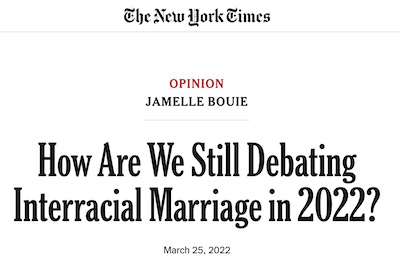 The New York Times
OPINION
JAMELLE BOUIE
How Are We Still Debating
Interracial Marriage in 2022?
March 25, 2022